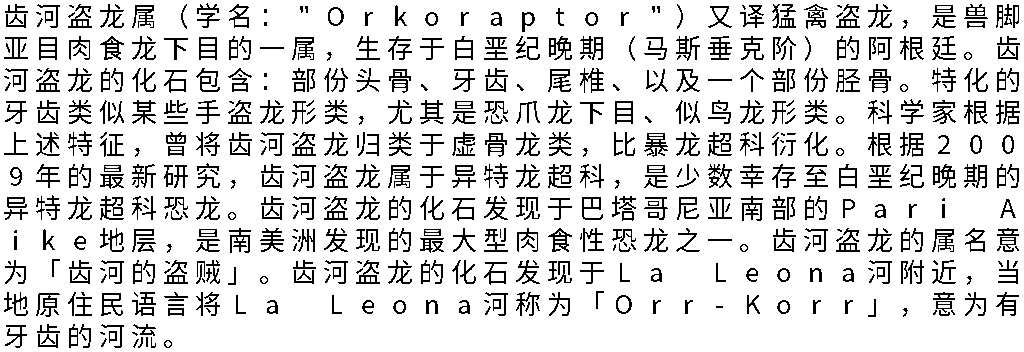 齿河盗龙属（学名："Orkoraptor"）又译猛禽盗龙，是兽脚
亚目肉食龙下目的一属，生存于白垩纪晚期（马斯垂克阶）的阿根廷。齿
河盗龙的化石包含：部份头骨、牙齿、尾椎、以及一个部份胫骨。特化的
牙齿类似某些手盗龙形类，尤其是恐爪龙下目、似鸟龙形类。科学家根据
上述特征，曾将齿河盗龙归类于虚骨龙类，比暴龙超科衍化。根据200
9年的最新研究，齿河盗龙属于异特龙超科，是少数幸存至白垩纪晚期的
异特龙超科恐龙。齿河盗龙的化石发现于巴塔哥尼亚南部的Pari A
ike地层，是南美洲发现的最大型肉食性恐龙之一。齿河盗龙的属名意
为「齿河的盗贼」。齿河盗龙的化石发现于La Leona河附近，当
地原住民语言将La Leona河称为「Orr-Korr」，意为有
牙齿的河流。